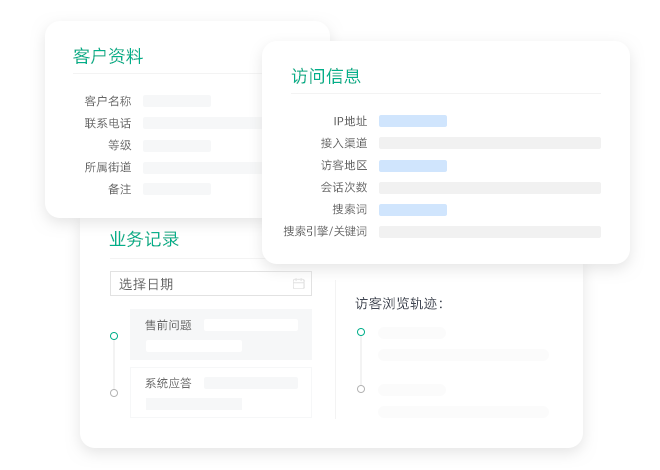 客户资料
客户名称
联系电话
等级
所属街道
备注
访问信息
IP地址
接入渠道
访客地区
会话次数
搜索词
搜索引擎/关键词
业务记录
选择日期
售前问题
系统应答
访客浏览轨迹: